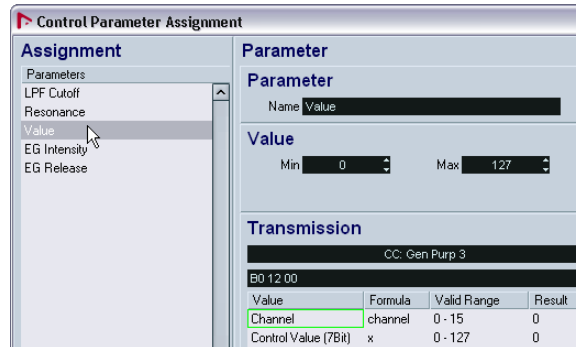 Control Parameter Assignment
Assignment
Parameters
LPF Cutoff
Resonance
Value
EG Intensity
EG Release
Parameter
Parameter
Name Value
Value
Min 0 Max 127
Transmission
CC: Gen Purp 3
B0 12 00
Value Formula Valid Range Result
Channel channel 0 - 15 0
Control Value (7Bit) x 0 - 127 0